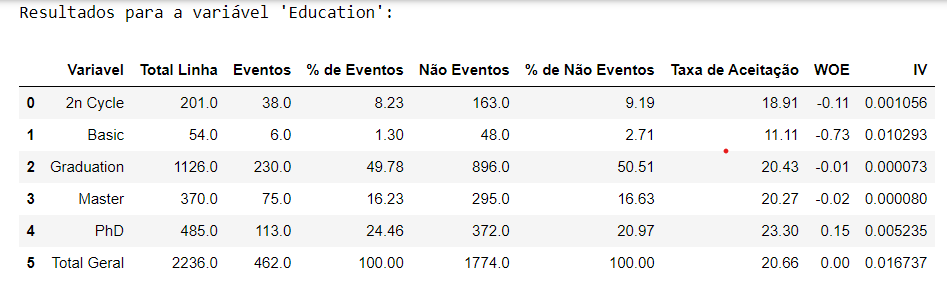 Resultados para a variável 'Education':
Variavel Total Linha Eventos % de Eventos Não Eventos % de Não Eventos Taxa de Aceitação WOE IV
0 2n Cycle 201.0 38.0 8.23 163.0 9.19 18.91 -0.11 0.001056
1 Basic 54.0 6.0 1.30 48.0 2.71 11.11 -0.73 0.010293
2 Graduation 1126.0 230.0 49.78 896.0 50.51 20.43 -0.01 0.000073
3 Master 370.0 75.0 16.23 295.0 16.63 20.27 -0.02 0.000080
4 PhD 485.0 113.0 24.46 372.0 20.97 23.30 0.15 0.005235
5 Total Geral 2236.0 462.0 100.00 1774.0 100.00 20.66 0.00 0.016737